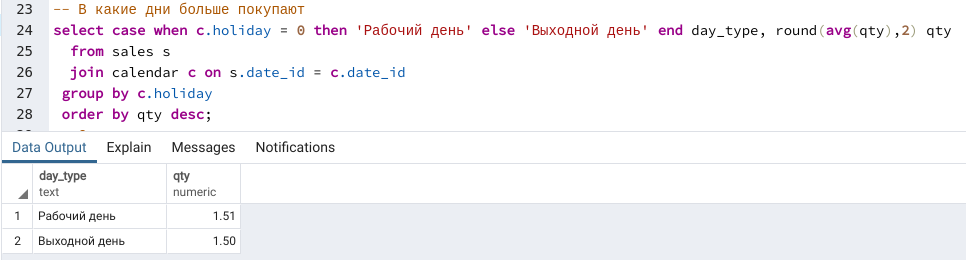 23 -- В какие дни больше покупают
24 select case when c.holiday = 0 then 'Рабочий день' else 'Выходной день' end day_type, round(avg(qty),2) qty
25 from sales s
26 join calendar c on s.date_id = c.date_id
27 group by c.holiday
28 order by qty desc;
Data Output Explain Messages Notifications
day_type qty
text numeric
1 Рабочий день 1.51
2 Выходной день 1.50